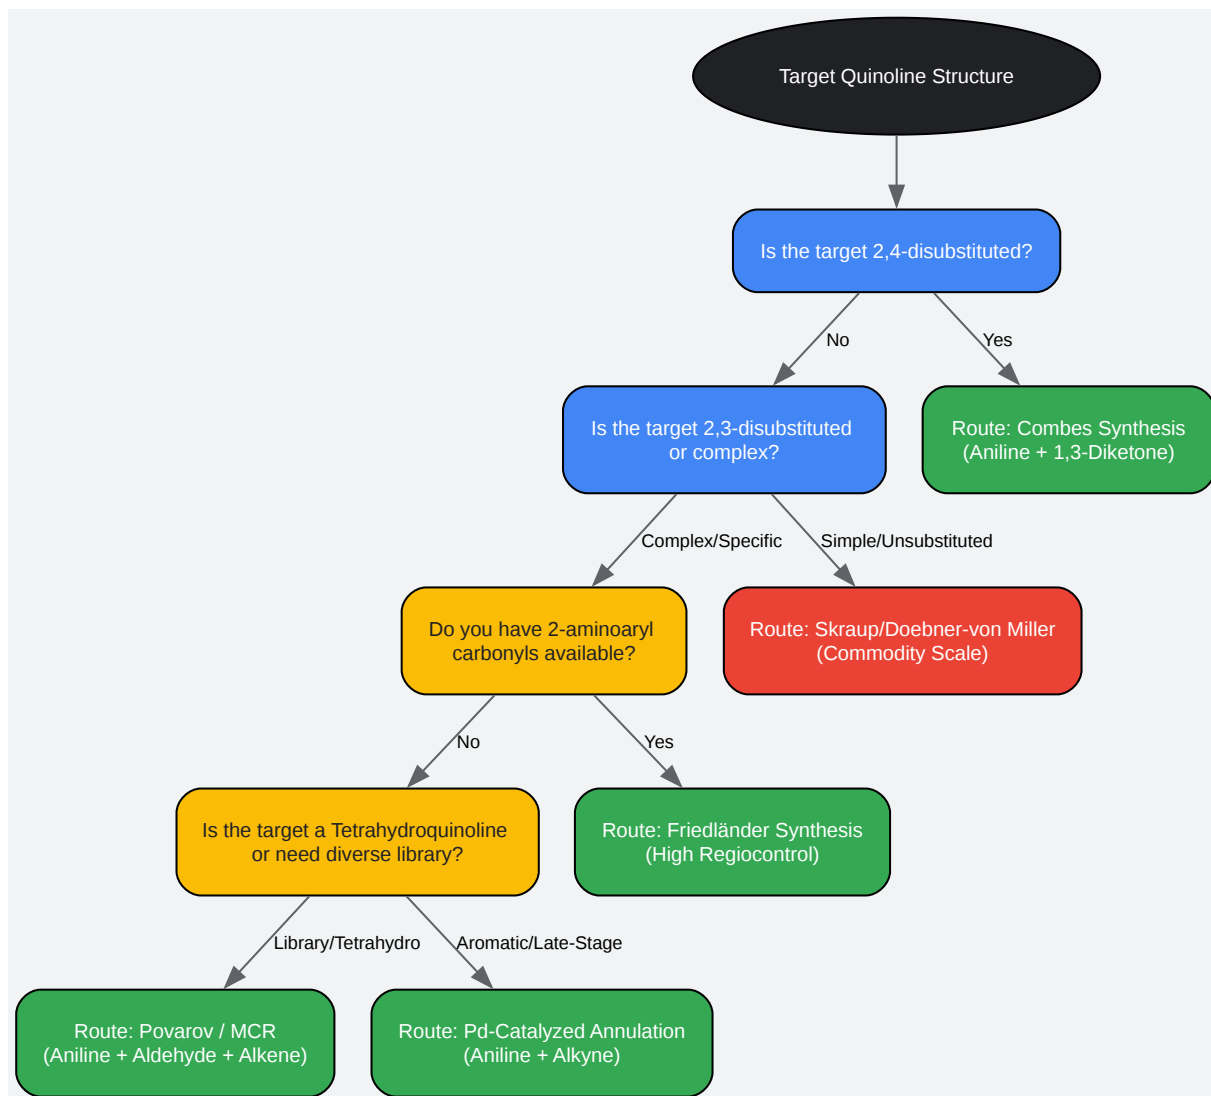 Target Quinoline Structure
Is the target 2,4-disubstituted?
No
Yes
Is the target 2,3-disubstituted
or complex?
Route: Combes Synthesis
(Aniline + 1,3-Diketone)
Complex/Specific
Simple/Unsubstituted
Do you have 2-aminoaryl
carbonyls available?
Route: Skraup/Doebner-von Miller
(Commodity Scale)
No
Yes
Is the target a Tetrahydroquinoline
or need diverse library?
Route: Friedländer Synthesis
(High Regiocontrol)
Library/Tetrahydro
Aromatic/Late-Stage
Route: Povarov / MCR
(Aniline + Aldehyde + Alkene)
Route: Pd-Catalyzed Annulation
(Aniline + Alkyne)